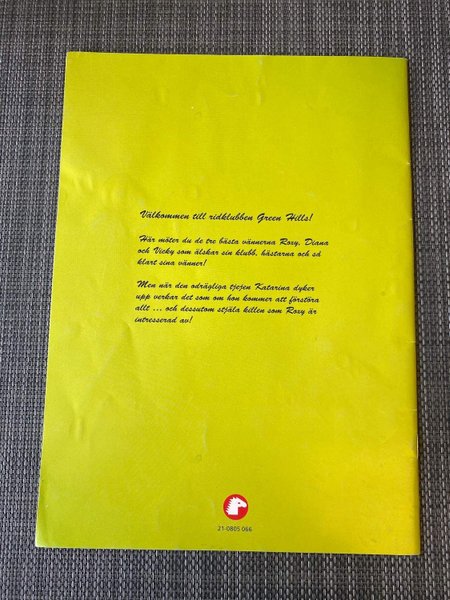 Välkommen till ridklubben Green Hills!
Här möter du de tre bästa vännerna Roxy, Diana
och Vicky som älskar sin klubb, hästarna och så
klart sina vänner!
Men när den odrägliga tjejen Katarina dyker
upp verkar det som om hon kommer att förstöra
allt ... och dessutom stjäla killen som Roxy är
intresserad av!
21-0805 066